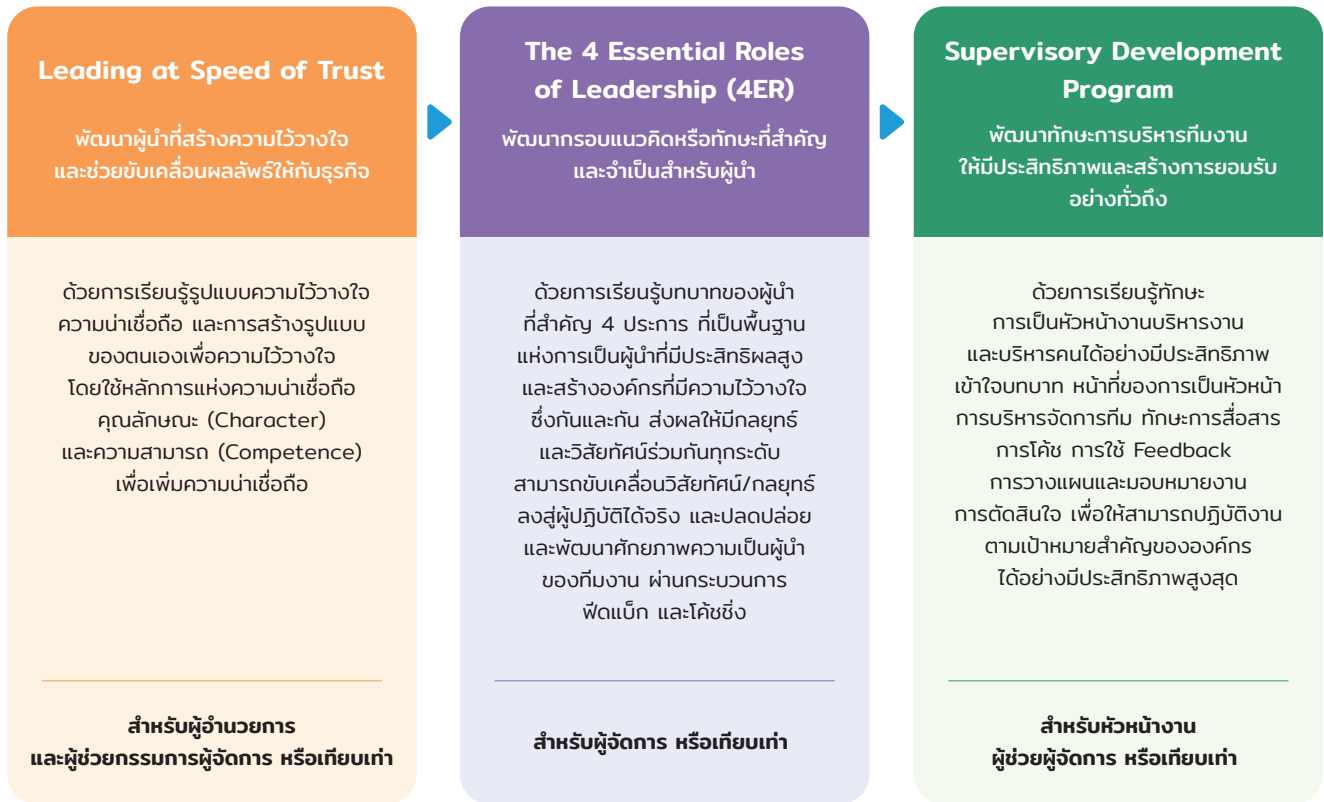 Leading at Speed of Trust
พัฒนาผู้นำที่สร้างความไว้วางใจ
และช่วยขับเคลื่อนผลลัพธ์ให้กับธุรกิจ
ด้วยการเรียนรู้รูปแบบความไว้วางใจ
ความน่าเชื่อถือ และการสร้างรูปแบบ
ของตนเองเพื่อความไว้วางใจ
โดยใช้หลักการแห่งความน่าเชื่อถือ
คุณลักษณะ (Character)
และความสามารถ (Competence)
เพื่อเพิ่มความน่าเชื่อถือ
สำหรับผู้อำนวยการ
และผู้ช่วยกรรมการผู้จัดการ หรือเทียบเท่า
The 4 Essential Roles
of Leadership (4ER)
พัฒนากรอบแนวคิดหรือทักษะที่สำคัญ
และจำเป็นสำหรับผู้นำ
ด้วยการเรียนรู้บทบาทของผู้นำ
ที่สำคัญ 4 ประการ ที่เป็นพื้นฐาน
แห่งการเป็นผู้นำที่มีประสิทธิผลสูง
และสร้างองค์กรที่มีความไว้วางใจ
ซึ่งกันและกัน ส่งผลให้มีกลยุทธ์
และวิสัยทัศน์ร่วมกันทุกระดับ
สามารถขับเคลื่อนวิสัยทัศน์/กลยุทธ์
ลงสู่ผู้ปฏิบัติได้จริง และปลดปล่อย
และพัฒนาศักยภาพความเป็นผู้นำ
ของทีมงาน ผ่านกระบวนการ
ฟีดแบ็ก และโค้ชชิ่ง
สำหรับผู้จัดการ หรือเทียบเท่า
Supervisory Development
Program
พัฒนาทักษะการบริหารทีมงาน
ให้มีประสิทธิภาพและสร้างการยอมรับ
อย่างทั่วถึง
ด้วยการเรียนรู้ทักษะ
การเป็นหัวหน้างานบริหารงาน
และบริหารคนได้อย่างมีประสิทธิภาพ
เข้าใจบทบาท หน้าที่ของการเป็นหัวหน้า
การบริหารจัดการทีม ทักษะการสื่อสาร
การโค้ช การใช้ Feedback
การวางแผนและมอบหมายงาน
การตัดสินใจ เพื่อให้สามารถปฏิบัติงาน
ตามเป้าหมายสำคัญขององค์กร
ได้อย่างมีประสิทธิภาพสูงสุด
สำหรับหัวหน้างาน
ผู้ช่วยผู้จัดการ หรือเทียบเท่า